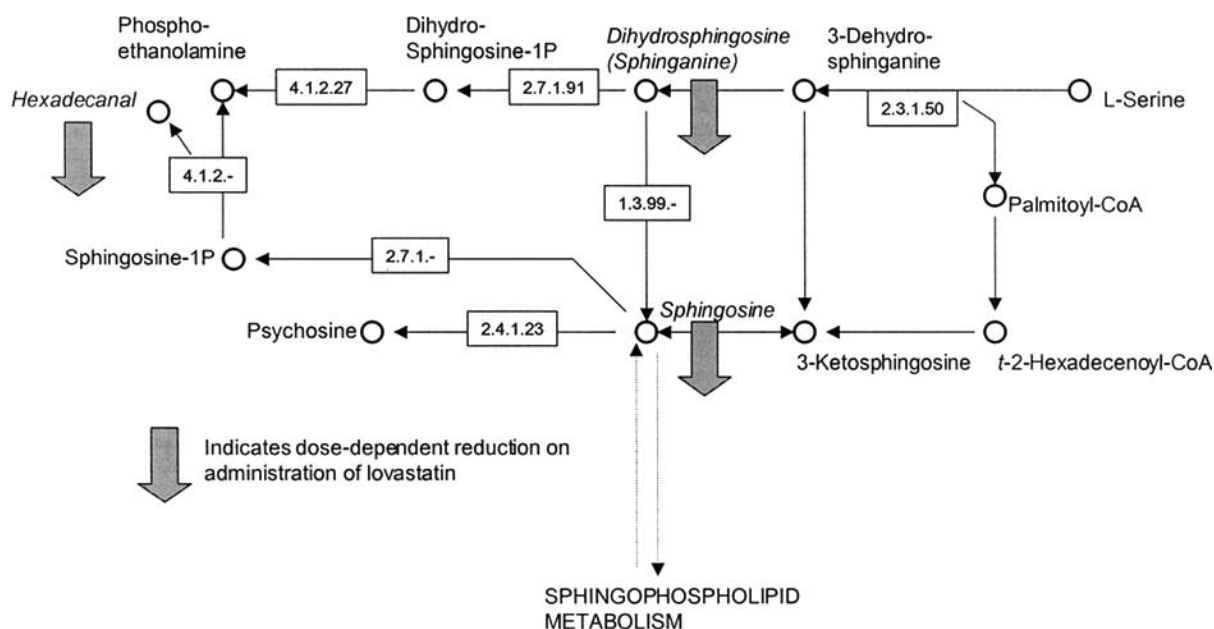 Phospho-
ethanolamine
Dihydro-
Sphingosine-1P
Dihydrosphingosine
(Sphinganine)
3-Dehydro-
sphinganine
Hexadecanal
4.1.2.27
2.7.1.91
2.3.1.50
L-Serine
4.1.2.-
1.3.99.-
Palmitoyl-CoA
Sphingosine-1P
2.7.1.-
Psychosine
2.4.1.23
Sphingosine
3-Ketosphingosine
t-2-Hexadecenoyl-CoA
Indicates dose-dependent reduction on
administration of lovastatin
SPHINGOPHOSPHOLIPID
METABOLISM